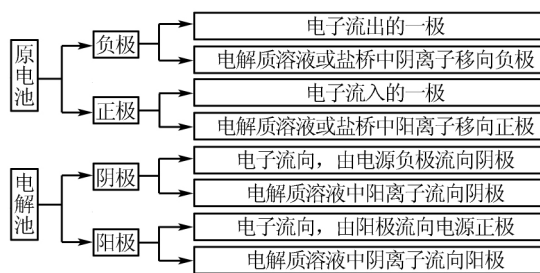 原电池
负极
电子流出的一极
电解质溶液或盐桥中阴离子移向负极
正极
电子流入的一极
电解质溶液或盐桥中阳离子移向正极
电解池
阴极
电子流向，由电源负极流向阴极
电解质溶液中阳离子流向阴极
阳极
电子流向，由阳极流向电源正极
电解质溶液中阴离子流向阳极